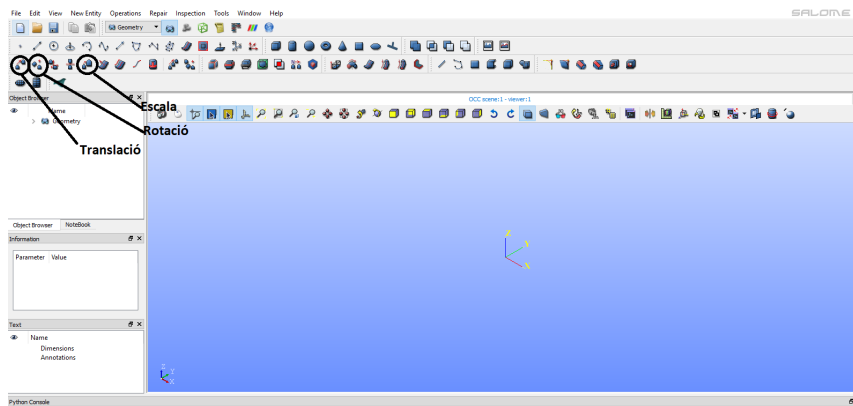 File Edit View New Entity Operations Repair Inspection Tools Window Help
SALOME
Geometry
Object Browser
OCC scene:1 - viewer:1
Escala
Name
Geometry
Rotació
Translació
Object Browser NoteBook
Information
Parameter Value
Z
Y
X
Text
Name
Dimensions
Annotations
Z
Y
X
Python Console